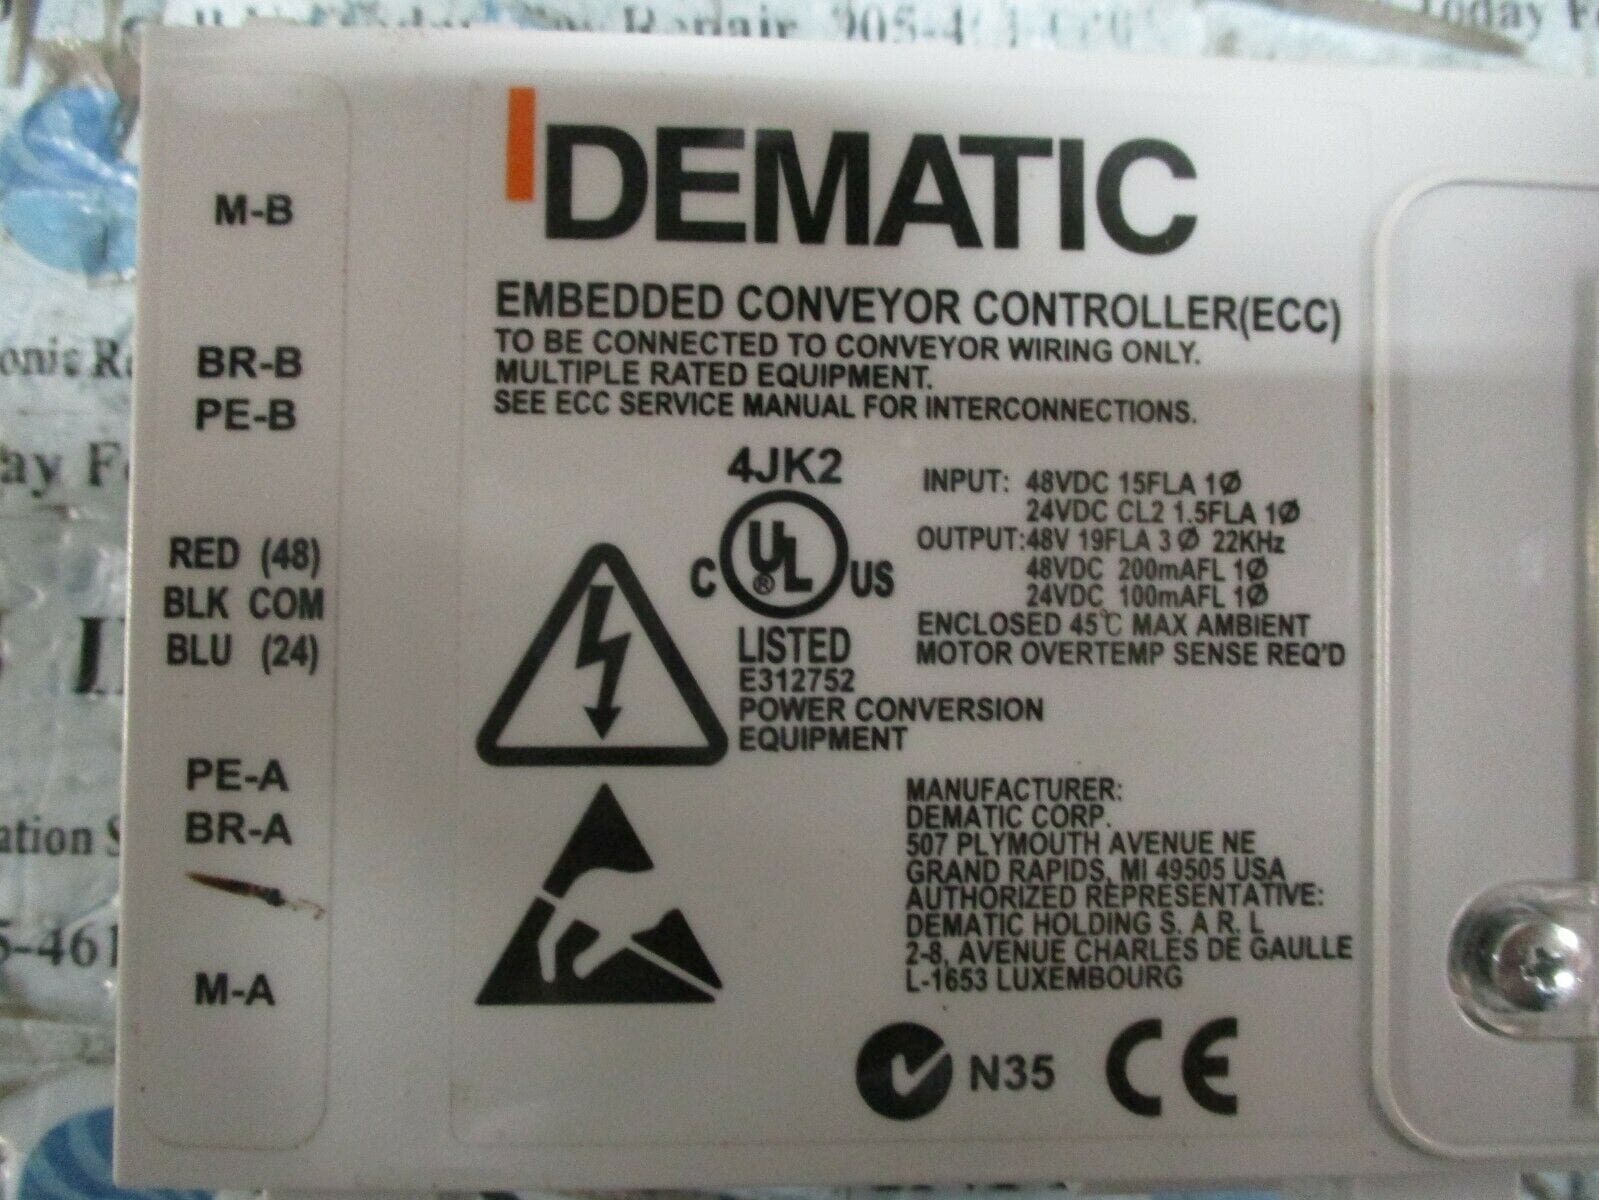 Repair 905-461-
Today
M-B
BR-B
PE-B
RED (48)
BLK COM
BLU (24)
PE-A
BR-A
M-A
DEMATIC
EMBEDDED CONVEYOR CONTROLLER(ECC)
TO BE CONNECTED TO CONVEYOR WIRING ONLY.
MULTIPLE RATED EQUIPMENT.
SEE ECC SERVICE MANUAL FOR INTERCONNECTIONS.
4JK2
C UL ® US
LISTED
E312752
POWER CONVERSION
EQUIPMENT
INPUT: 48VDC 15FLA 1Ø
24VDC CL2 1.5FLA 1Ø
OUTPUT:48V 19FLA 3 Ø 22KHz
48VDC 200mAFL 1Ø
24VDC 100mAFL 1Ø
ENCLOSED 45℃ MAX AMBIENT
MOTOR OVERTEMP SENSE REQ'D
MANUFACTURER:
DEMATIC CORP.
507 PLYMOUTH AVENUE NE
GRAND RAPIDS, MI 49505 USA
AUTHORIZED REPRESENTATIVE:
DEMATIC HOLDING S. A R. L
2-8, AVENUE CHARLES DE GAULLE
L-1653 LUXEMBOURG
N35 CE